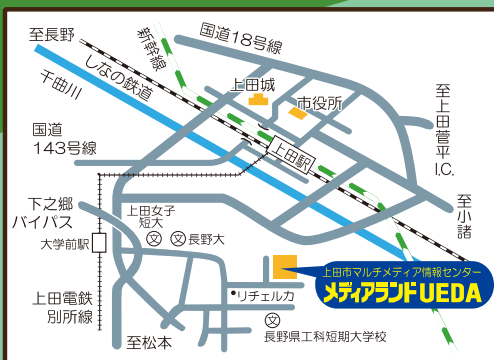 至長野
新幹線
国道18号線
しなの鉄道
千曲川
上田城
市役所
至上田
菅平
I.C.
国道
143号線
上田駅
至小諸
下之郷
バイパス
上田女子
短大
大学前駅
文
文
長野大
上田市マルチメディア情報センター
メディアランドUEDA
リチェルカ
上田電鉄
別所線
文
至松本
長野県工科短期大学校